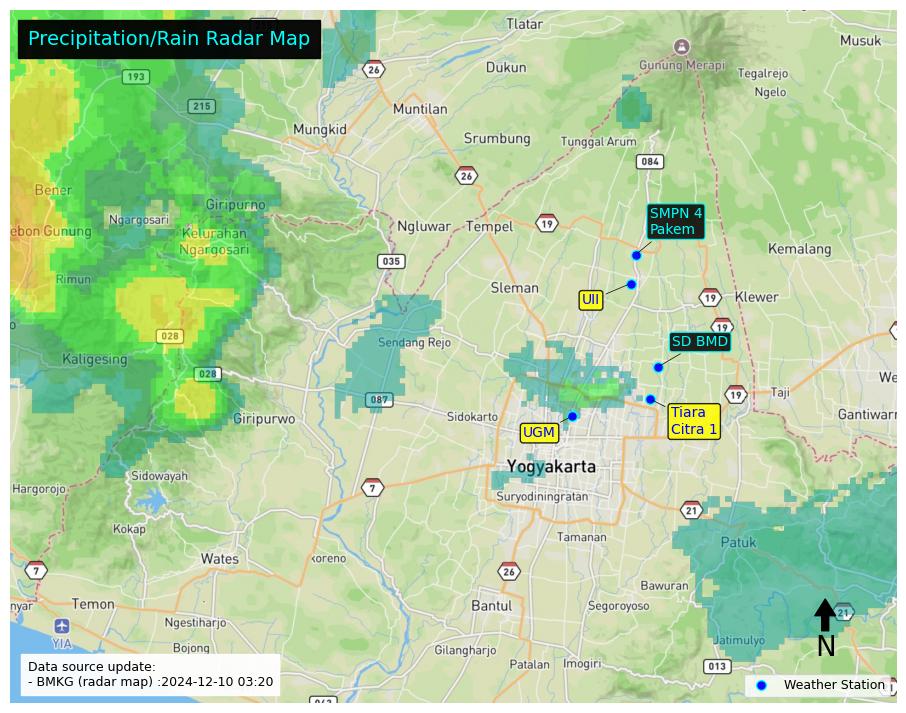 Precipitation/Rain Radar Map
Tlatar
Musuk
26
Dukun
Gunung Merapi
193
Tegalrejo
Ngelo
215
Muntilan
Mungkid
Srumbung
Tunggal Arum
084
26
Bener
Giripurno
Ngargosari
SMPN 4
Pakem
Ngluwar
Tempel
19
ebon Gunung
Kelurahan
Ngargosari
Kemalang
035
Rimun
Sleman
UII
19
Klewer
19
028
Sendang Rejo
SD BMD
Kaligesing
028
We
087
19
Taji
Giripurwo
Sidokarto
Tiara
Citra 1
Gantiwarn
UGM
Yogyakarta
Sidowayah
Hargorojo
7
Suryodiningratan
21
Kokap
Tamanan
Patuk
Wates
koreno
7
26
Bawuran
nyar
Temon
Bantul
Segoroyoso
21
Ngestiharjo
YIA
N
Jatimulyo
Bojong
Gilangharjo
Patalan
Imogiri
013
Data source update:
- BMKG (radar map) :2024-12-10 03:20
Weather Station